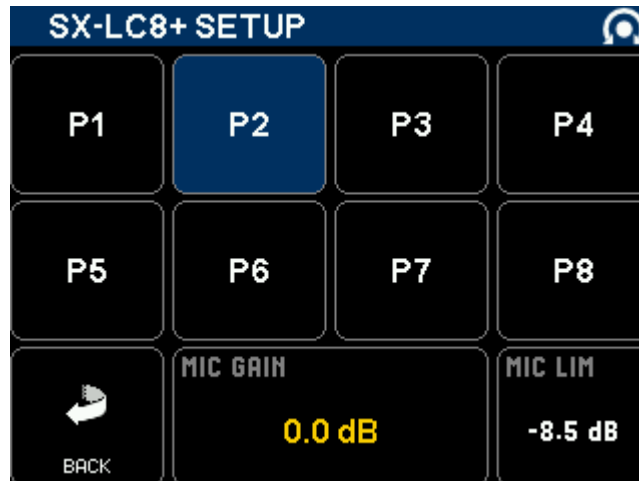 SX-LC8+ SETUP
P1 P2 P3 P4
P5 P6 P7 P8
MIC GAIN MIC LIM
0.0 dB -8.5 dB
BACK